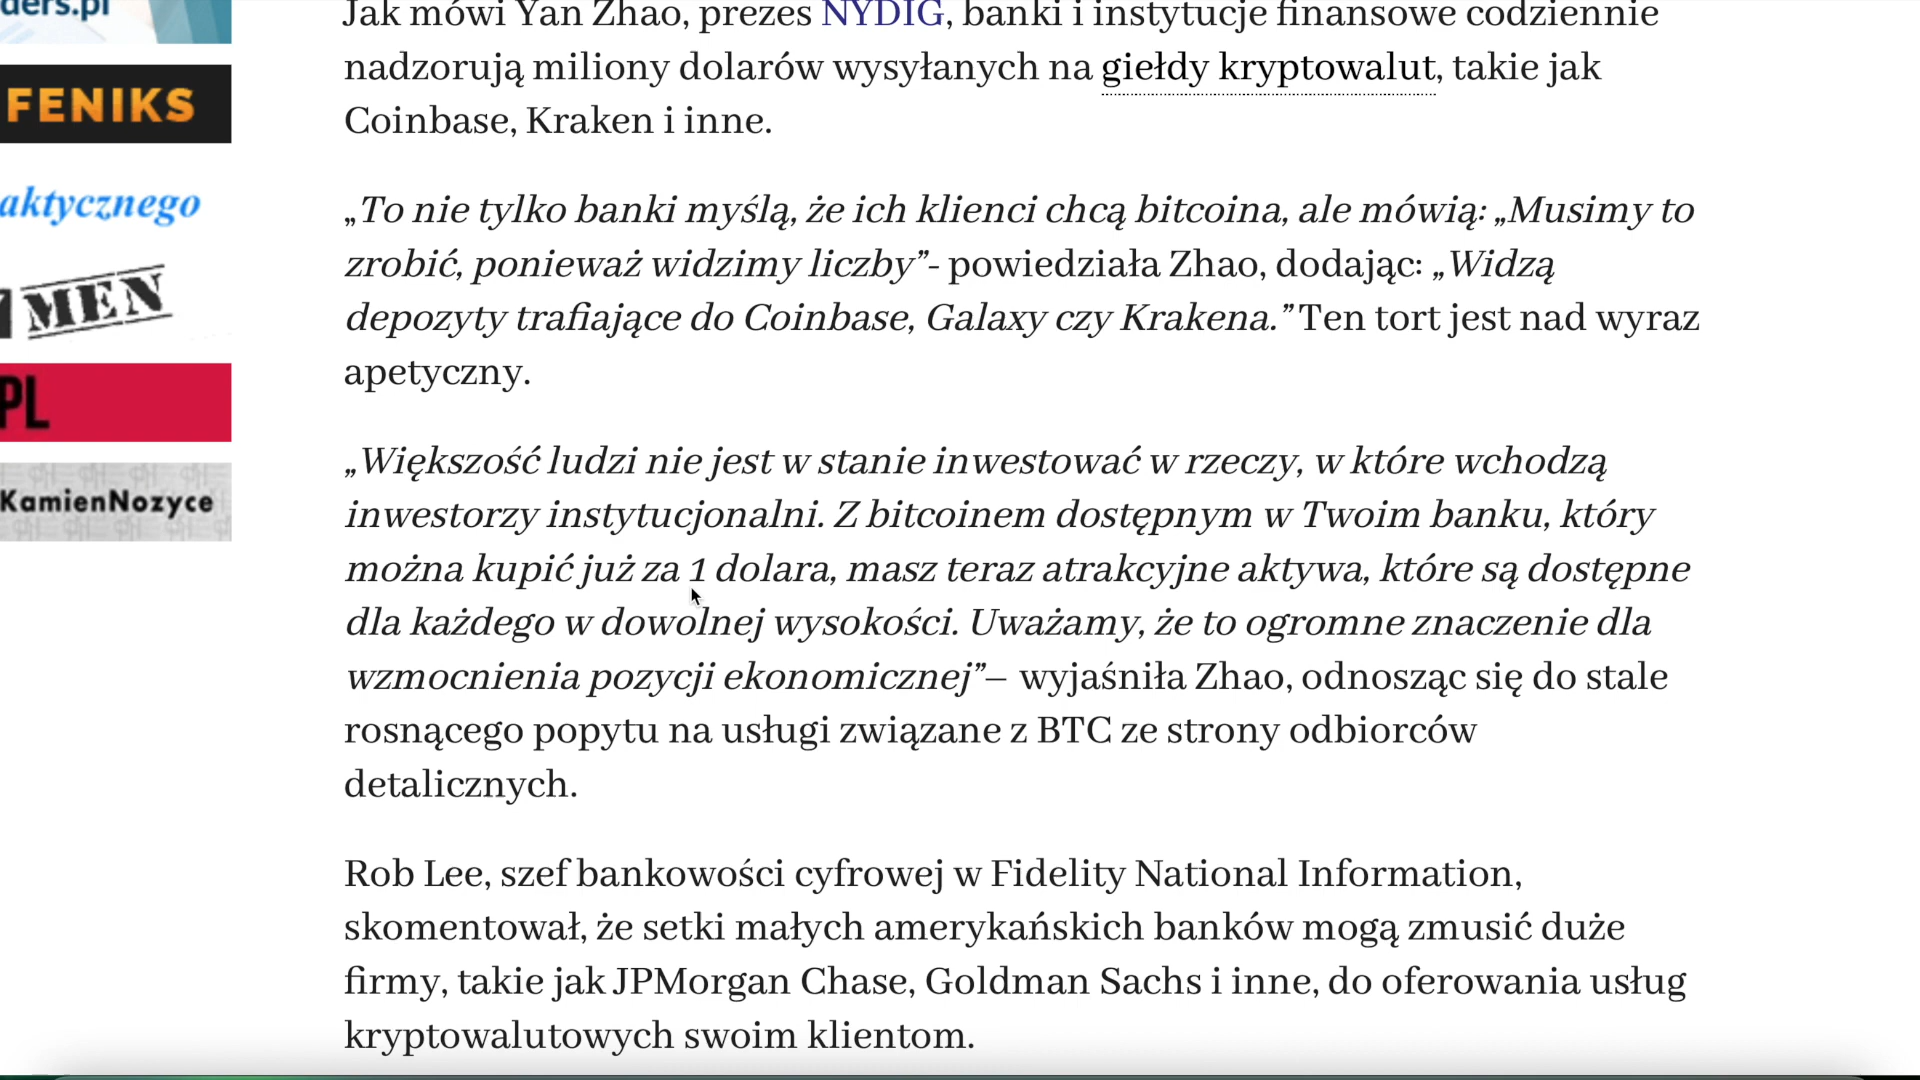 ders.pl
FENIKS
aktycznego
MEN
PL
KamienNozyce
Jak mówi Yan Zhao, prezes NYDIG, banki i instytucje finansowe codziennie
nadzorują miliony dolarów wysyłanych na giełdy kryptowalut, takie jak
Coinbase, Kraken i inne.
„To nie tylko banki myślą, że ich klienci chcą bitcoina, ale mówią: „Musimy to
zrobić, ponieważ widzimy liczby”- powiedziała Zhao, dodając: „Widzą
depozyty trafiające do Coinbase, Galaxy czy Krakena.” Ten tort jest nad wyraz
apetyczny.
„Większość ludzi nie jest w stanie inwestować w rzeczy, w które wchodzą
inwestorzy instytucjonalni. Z bitcoinem dostępnym w Twoim banku, który
można kupić już za 1 dolara, masz teraz atrakcyjne aktywa, które są dostępne
dla każdego w dowolnej wysokości. Uważamy, że to ogromne znaczenie dla
wzmocnienia pozycji ekonomicznej”– wyjaśniła Zhao, odnosząc się do stale
rosnącego popytu na usługi związane z BTC ze strony odbiorców
detalicznych.
Rob Lee, szef bankowości cyfrowej w Fidelity National Information,
skomentował, że setki małych amerykańskich banków mogą zmusić duże
firmy, takie jak JPMorgan Chase, Goldman Sachs i inne, do oferowania usług
kryptowalutowych swoim klientom.